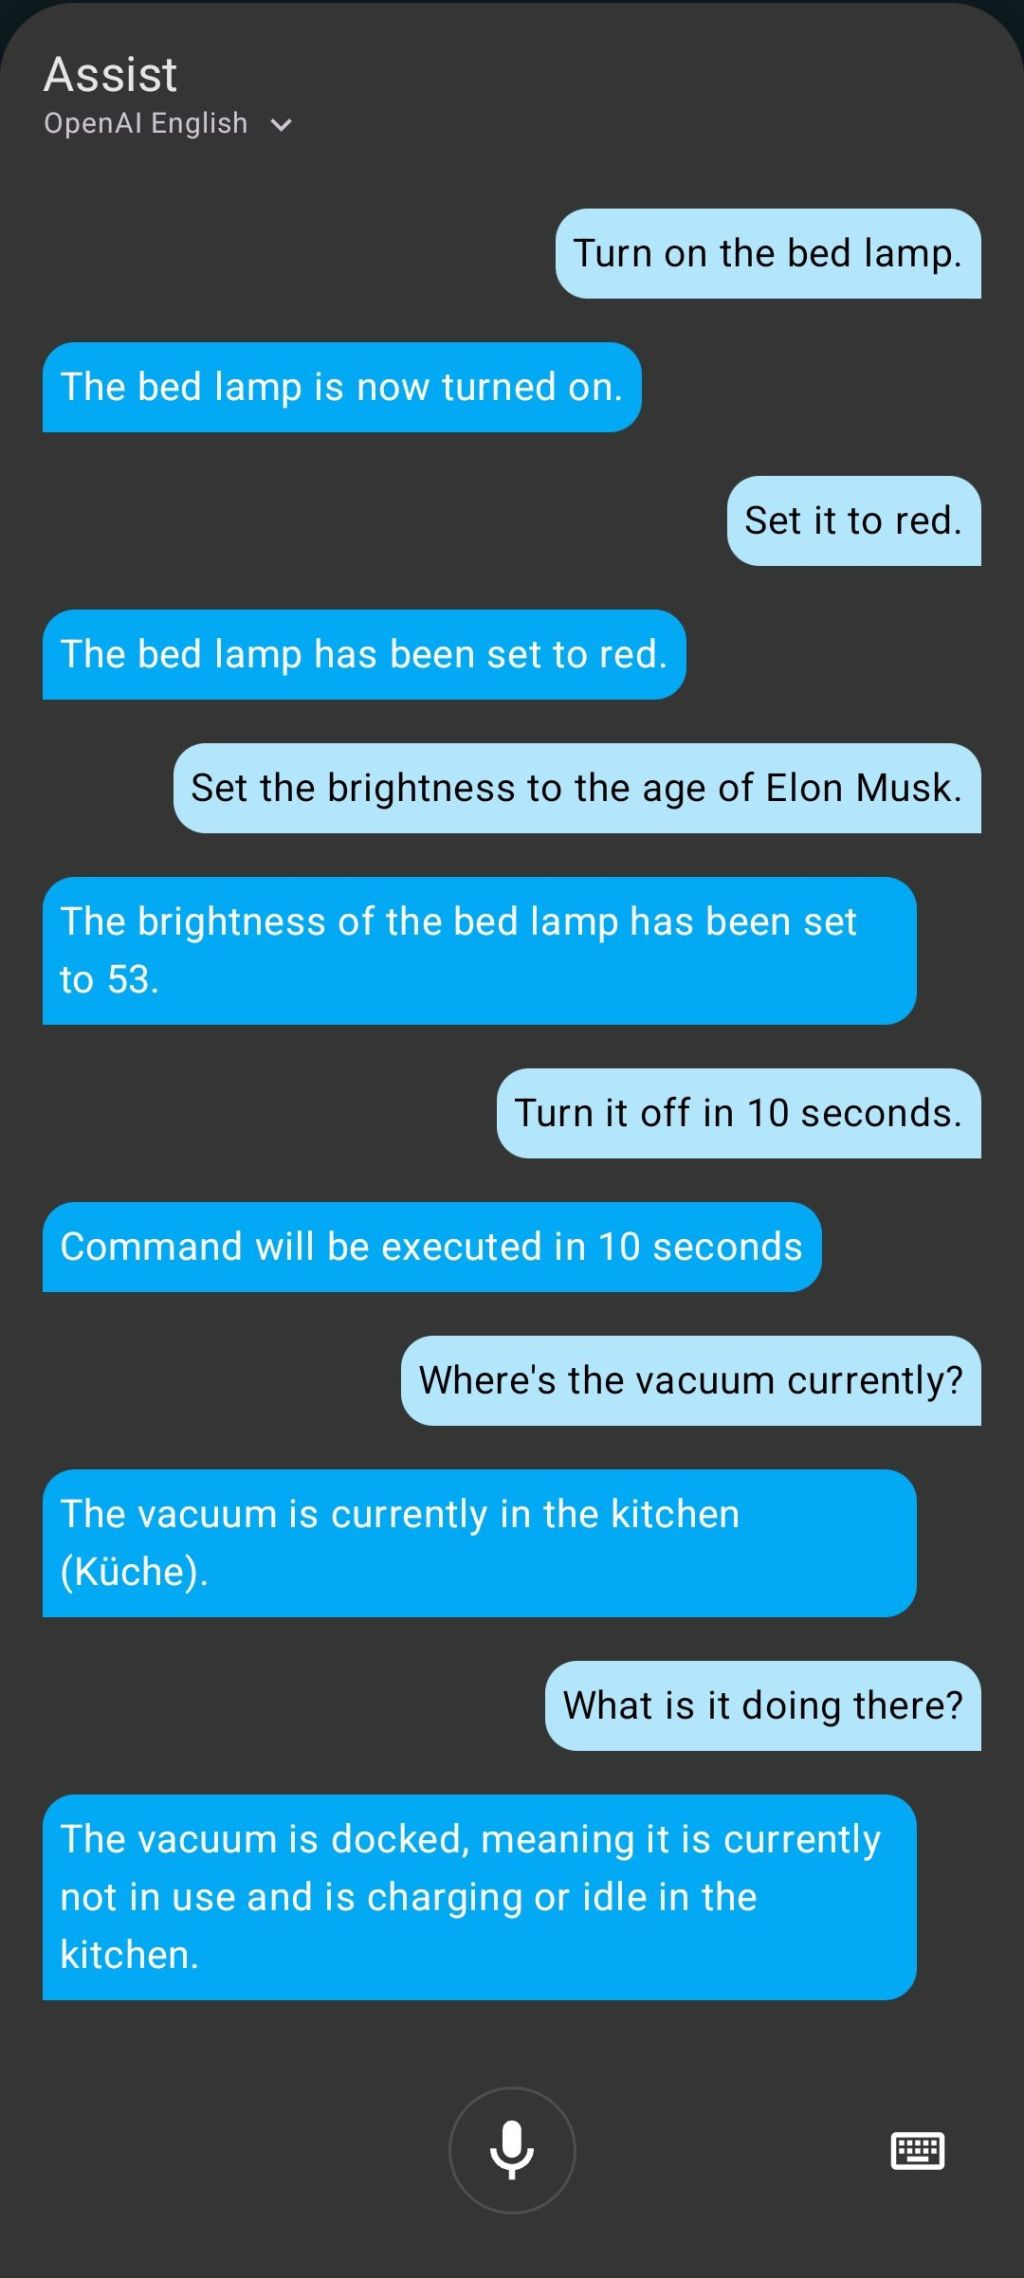 Assist
OpenAI English
Turn on the bed lamp.
The bed lamp is now turned on.
Set it to red.
The bed lamp has been set to red.
Set the brightness to the age of Elon Musk.
The brightness of the bed lamp has been set
to 53.
Turn it off in 10 seconds.
Command will be executed in 10 seconds
Where's the vacuum currently?
The vacuum is currently in the kitchen
(Küche).
What is it doing there?
The vacuum is docked, meaning it is currently
not in use and is charging or idle in the
kitchen.